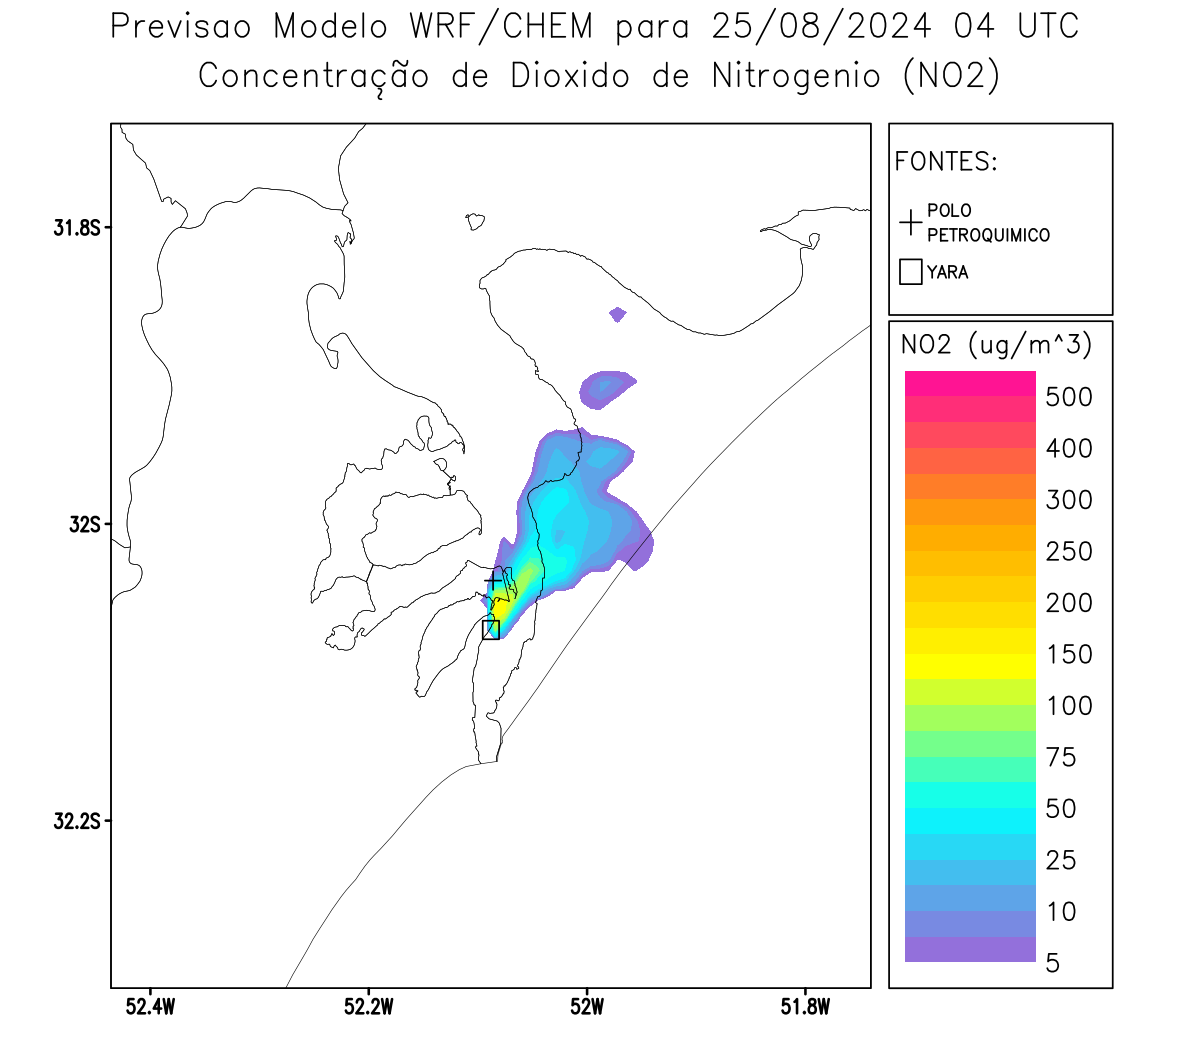 Previsao Modelo WRF/CHEM para 25/08/2024 04 UTC
Concentração de Dioxido de Nitrogenio (NO2)
FONTES:
POLO
PETROQUIMICO
YARA
NO2 (ug/m^3)
500
400
300
250
200
150
100
75
50
25
10
5
31.8S
32S
32.2S
52.4W
52.2W
52W
51.8W